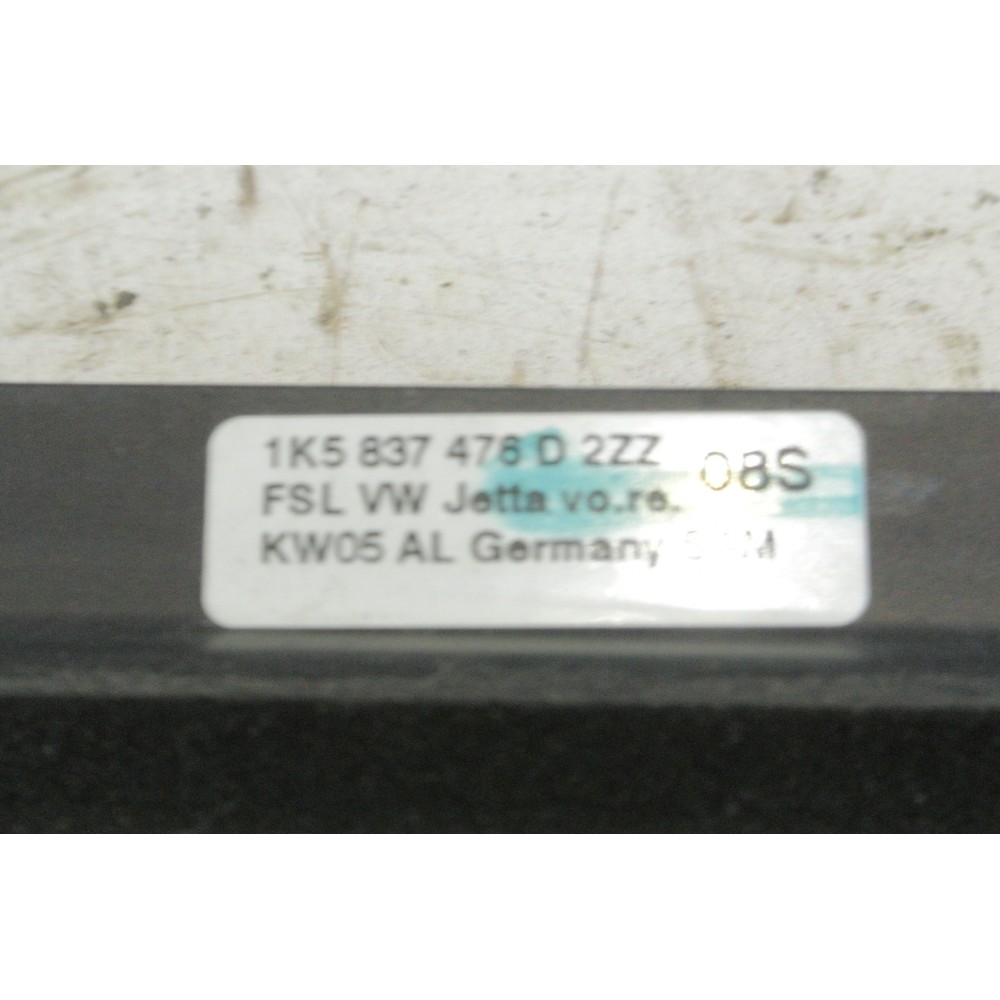 1K5 837 476 D 2ZZ 08S
FSL VW Jetta vo.re.
KW05 AL Germany